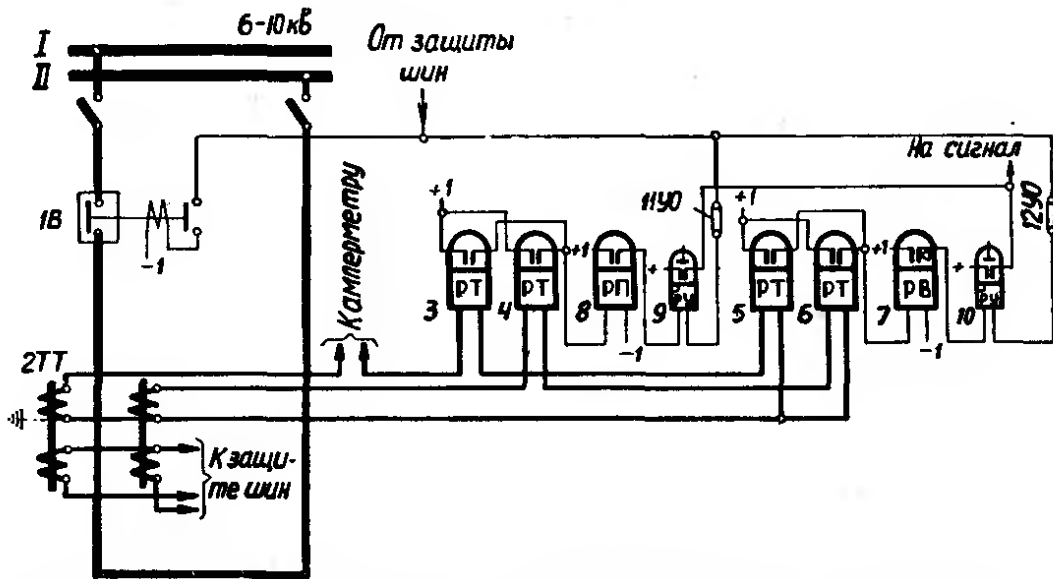 6-10кВ
I
II
От защиты
шин
На сигнал
1В
-1
Камперметру
+1
11УО
+1
12УО
+1
+
+1
+
РТ
РТ
РП
РУ
РТ
РТ
РВ
РУ
3
4
8
9
5
6
7
10
-1
-1
2ТТ
К защи-
те шин